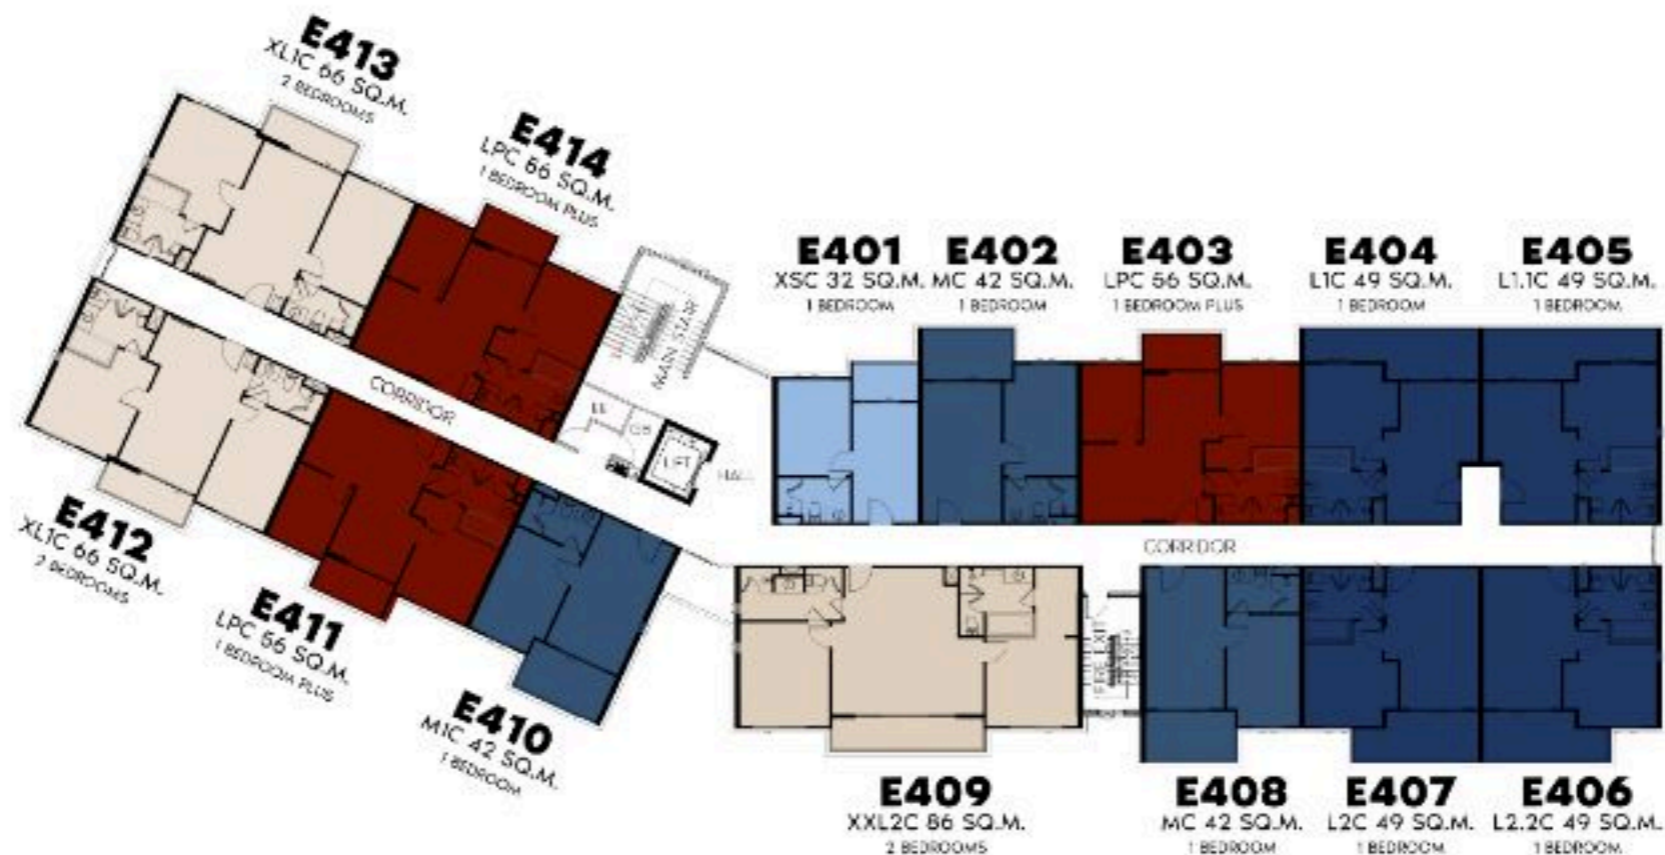 E413
XL1C 66 SQ.M.
2 BEDROOMS
E414
LPC 56 SQ.M.
1 BEDROOM PLUS
E401
XSC 32 SQ.M.
1 BEDROOM
E402
MC 42 SQ.M.
1 BEDROOM
E403
LPC 56 SQ.M.
1 BEDROOM PLUS
E404
L1C 49 SQ.M.
1 BEDROOM
E405
L1.1C 49 SQ.M.
1 BEDROOM
MAIN STAIR
CORRIDOR
LIFT
HALL
CORRIDOR
FIRE EXIT
E412
XL1C 66 SQ.M.
2 BEDROOMS
E411
LPC 56 SQ.M.
1 BEDROOM PLUS
E410
M1C 42 SQ.M.
1 BEDROOM
E409
XXL2C 86 SQ.M.
2 BEDROOMS
E408
MC 42 SQ.M.
1 BEDROOM
E407
L2C 49 SQ.M.
1 BEDROOM
E406
L2.2C 49 SQ.M.
1 BEDROOM